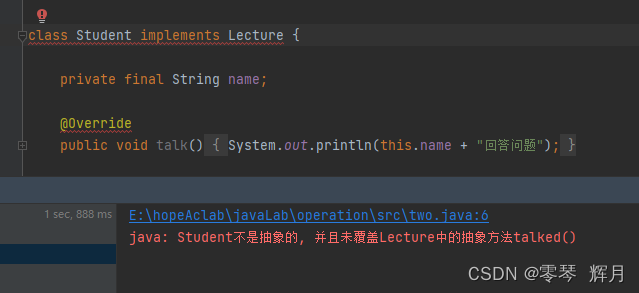 class Student implements Lecture {
private final String name;
@Override
public void talk() { System.out.println(this.name + "回答问题"); }
1 sec, 888 ms
E:\hopeAclab\javaLab\operation\src\two.java:6
java: Student不是抽象的, 并且未覆盖Lecture中的抽象方法talked()
CSDN @零琴 辉月